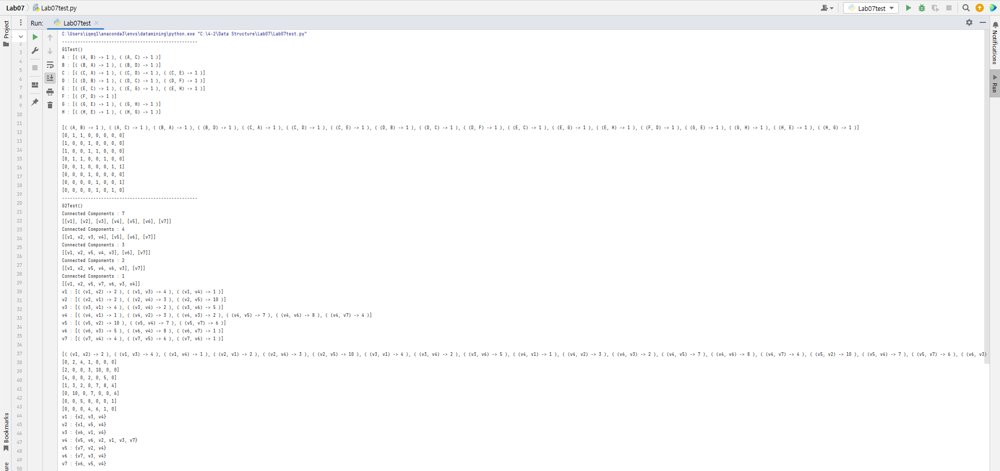 Lab07 Lab07test.py Lab07test
Run: Lab07test
Project
Notifications
Run
Bookmarks
C:\Users\iqeq1\anaconda3\envs\datamining\python.exe "C:\4-2\Data Structure\Lab07\Lab07test.py"
----------------------------------------------------
G1Test()
A : [( (A, B) -> 1 ), ( (A, C) -> 1 )]
B : [( (B, A) -> 1 ), ( (B, D) -> 1 )]
C : [( (C, A) -> 1 ), ( (C, D) -> 1 ), ( (C, E) -> 1 )]
D : [( (D, B) -> 1 ), ( (D, C) -> 1 ), ( (D, F) -> 1 )]
E : [( (E, C) -> 1 ), ( (E, G) -> 1 ), ( (E, H) -> 1 )]
F : [( (F, D) -> 1 )]
G : [( (G, E) -> 1 ), ( (G, H) -> 1 )]
H : [( (H, E) -> 1 ), ( (H, G) -> 1 )]
[( (A, B) -> 1 ), ( (A, C) -> 1 ), ( (B, A) -> 1 ), ( (B, D) -> 1 ), ( (C, A) -> 1 ), ( (C, D) -> 1 ), ( (C, E) -> 1 ), ( (D, B) -> 1 ), ( (D, C) -> 1 ), ( (D, F) -> 1 ), ( (E, C) -> 1 ), ( (E, G) -> 1 ), ( (E, H) -> 1 ), ( (F, D) -> 1 ), ( (G, E) -> 1 ), ( (G, H) -> 1 ), ( (H, E) -> 1 ), ( (H, G) -> 1 )]
[0, 1, 1, 0, 0, 0, 0, 0]
[1, 0, 0, 1, 0, 0, 0, 0]
[1, 0, 0, 1, 1, 0, 0, 0]
[0, 1, 1, 0, 0, 1, 0, 0]
[0, 0, 1, 0, 0, 0, 1, 1]
[0, 0, 0, 1, 0, 0, 0, 0]
[0, 0, 0, 0, 1, 0, 0, 1]
[0, 0, 0, 0, 1, 0, 1, 0]
----------------------------------------------------
G2Test()
Connected Components : 7
[[v1], [v2], [v3], [v4], [v5], [v6], [v7]]
Connected Components : 4
[[v1, v2, v3, v4], [v5], [v6], [v7]]
Connected Components : 3
[[v1, v2, v5, v4, v3], [v6], [v7]]
Connected Components : 2
[[v1, v2, v5, v4, v6, v3], [v7]]
Connected Components : 1
[[v1, v2, v5, v7, v6, v3, v4]]
v1 : [( (v1, v2) -> 2 ), ( (v1, v3) -> 4 ), ( (v1, v4) -> 1 )]
v2 : [( (v2, v1) -> 2 ), ( (v2, v4) -> 3 ), ( (v2, v5) -> 10 )]
v3 : [( (v3, v1) -> 4 ), ( (v3, v4) -> 2 ), ( (v3, v6) -> 5 )]
v4 : [( (v4, v1) -> 1 ), ( (v4, v2) -> 3 ), ( (v4, v3) -> 2 ), ( (v4, v5) -> 7 ), ( (v4, v6) -> 8 ), ( (v4, v7) -> 4 )]
v5 : [( (v5, v2) -> 10 ), ( (v5, v4) -> 7 ), ( (v5, v7) -> 6 )]
v6 : [( (v6, v3) -> 5 ), ( (v6, v4) -> 8 ), ( (v6, v7) -> 1 )]
v7 : [( (v7, v4) -> 4 ), ( (v7, v5) -> 6 ), ( (v7, v6) -> 1 )]
[( (v1, v2) -> 2 ), ( (v1, v3) -> 4 ), ( (v1, v4) -> 1 ), ( (v2, v1) -> 2 ), ( (v2, v4) -> 3 ), ( (v2, v5) -> 10 ), ( (v3, v1) -> 4 ), ( (v3, v4) -> 2 ), ( (v3, v6) -> 5 ), ( (v4, v1) -> 1 ), ( (v4, v2) -> 3 ), ( (v4, v3) -> 2 ), ( (v4, v5) -> 7 ), ( (v4, v6) -> 8 ), ( (v4, v7) -> 4 ), ( (v5, v2) -> 10 ), ( (v5, v4) -> 7 ), ( (v5, v7) -> 6 ), ( (v6, v3)
[0, 2, 4, 1, 0, 0, 0]
[2, 0, 0, 3, 10, 0, 0]
[4, 0, 0, 2, 0, 5, 0]
[1, 3, 2, 0, 7, 8, 4]
[0, 10, 0, 7, 0, 0, 6]
[0, 0, 5, 8, 0, 0, 1]
[0, 0, 0, 4, 6, 1, 0]
v1 : {v2, v3, v4}
v2 : {v1, v5, v4}
v3 : {v6, v1, v4}
v4 : {v5, v6, v2, v1, v3, v7}
v5 : {v7, v2, v4}
v6 : {v7, v3, v4}
v7 : {v6, v5, v4}